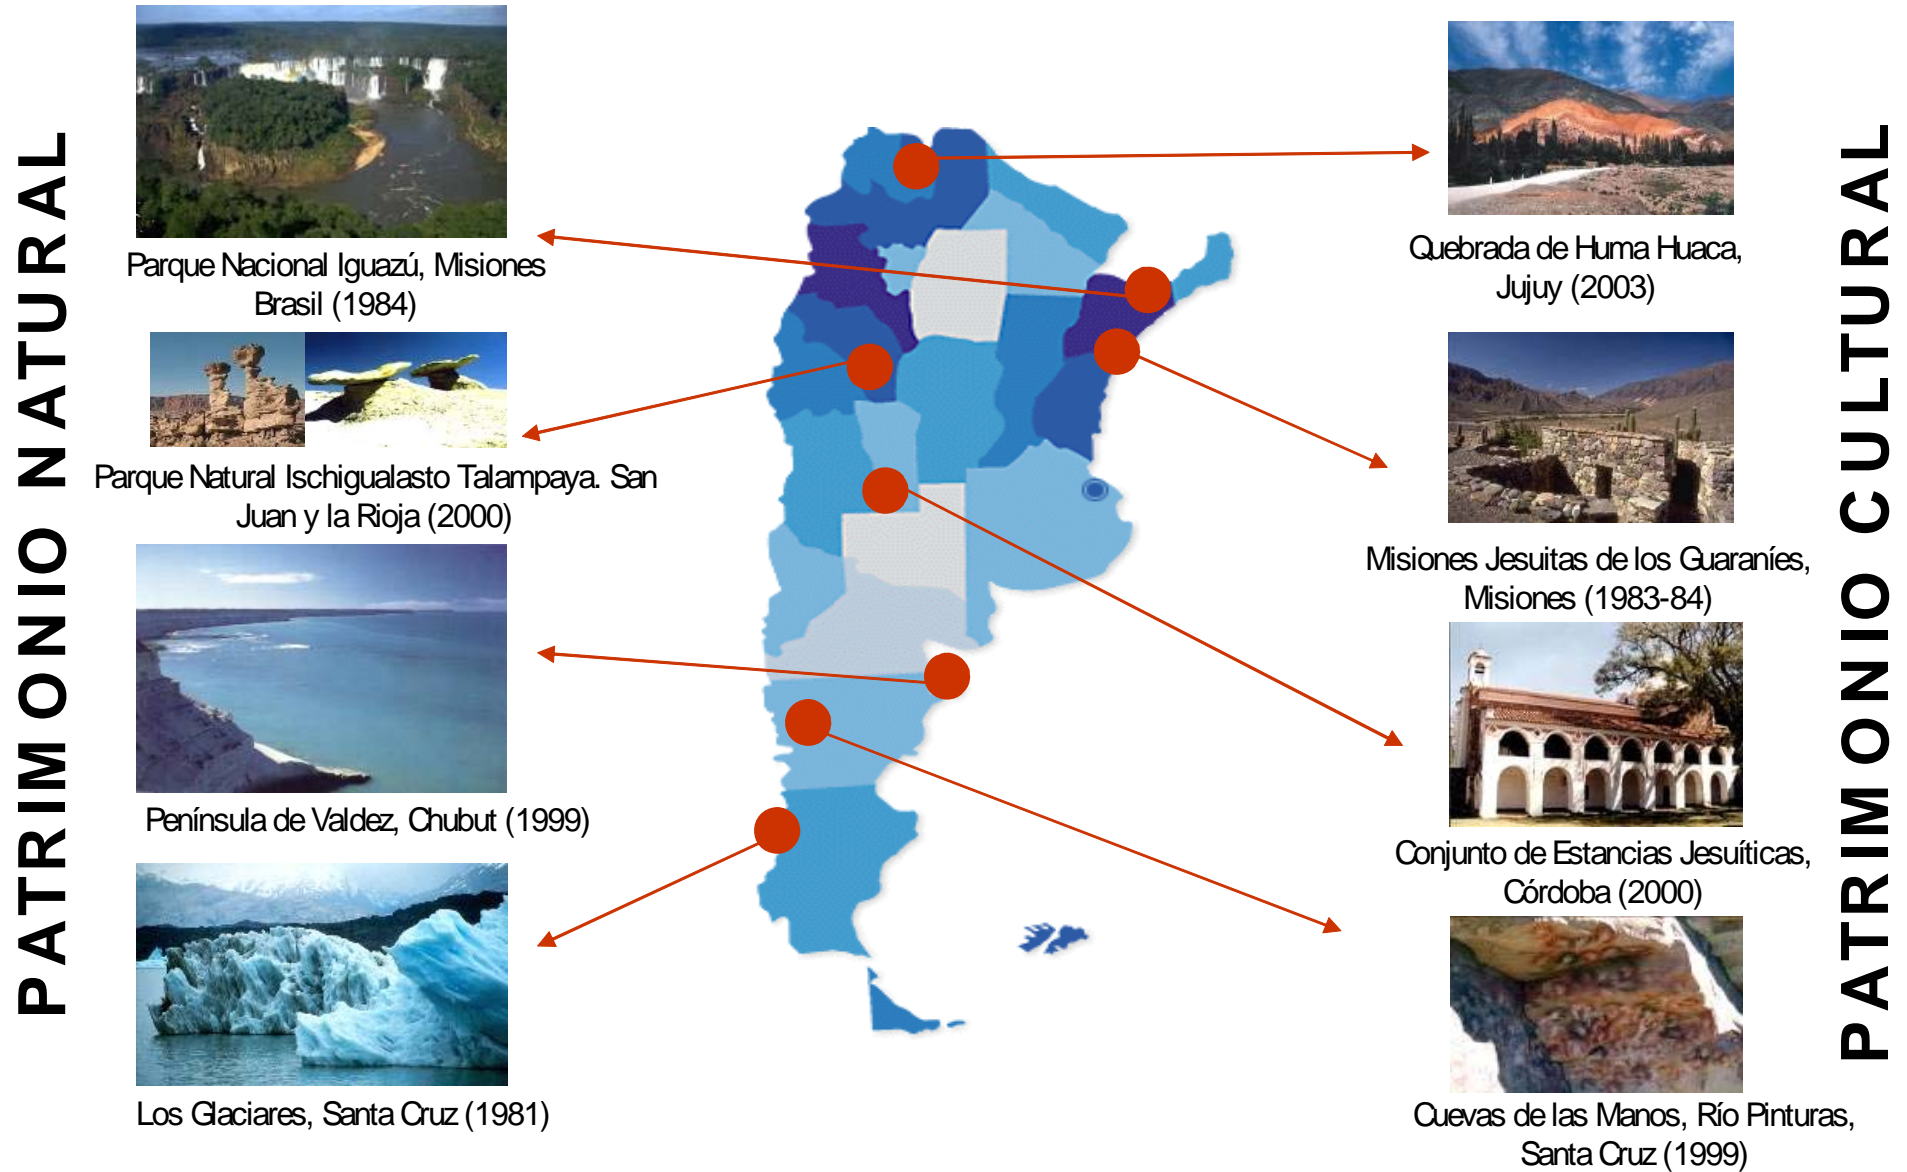 PATRIMONIO NATURAL
Parque Nacional Iguazú, Misiones
Brasil (1984)
Parque Natural Ischigualasto Talampaya. San
Juan y la Rioja (2000)
Península de Valdez, Chubut (1999)
Los Glaciares, Santa Cruz (1981)
PATRIMONIO CULTURAL
Quebrada de Huma Huaca,
Jujuy (2003)
Misiones Jesuitas de los Guaraníes,
Misiones (1983-84)
Conjunto de Estancias Jesuíticas,
Córdoba (2000)
Cuevas de las Manos, Río Pinturas,
Santa Cruz (1999)